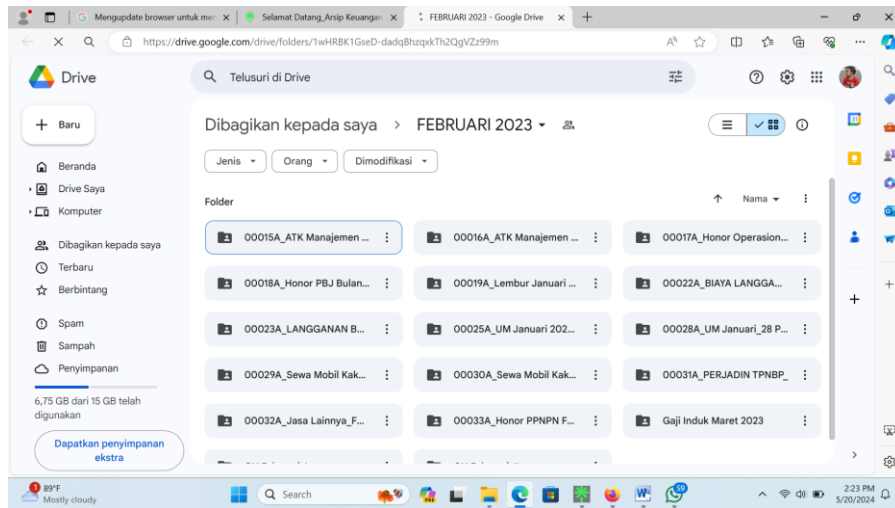 Mengupdate browser untuk mer
Selamat Datang_Arsip Keuangan
FEBRUARI 2023 - Google Drive
https://drive.google.com/drive/folders/1wHRBK1GseD-dadqBhzqxkTh2QgVZz99m
Drive
Telusuri di Drive
Baru
Dibagikan kepada saya > FEBRUARI 2023
Jenis Orang Dimodifikasi
Beranda
Drive Saya
Komputer
Dibagikan kepada saya
Terbaru
Berbintang
Spam
Sampah
Penyimpanan
6,75 GB dari 15 GB telah
digunakan
Dapatkan penyimpanan
ekstra
Folder Nama
00015A_ATK Manajemen ... 00016A_ATK Manajemen ... 00017A_Honor Operasion...
00018A_Honor PBJ Bulan... 00019A_Lembur Januari ... 00022A_BIAYA LANGGA...
00023A_LANGGANAN B... 00025A_UM Januari 202... 00028A_UM Januari_28 P...
00029A_Sewa Mobil Kak... 00030A_Sewa Mobil Kak... 00031A_PERJADIN TPNBP_
00032A_Jasa Lainnya_F... 00033A_Honor PPNPN F... Gaji Induk Maret 2023
1
89°F
Mostly cloudy
Search
59
2:23 PM
5/20/2024